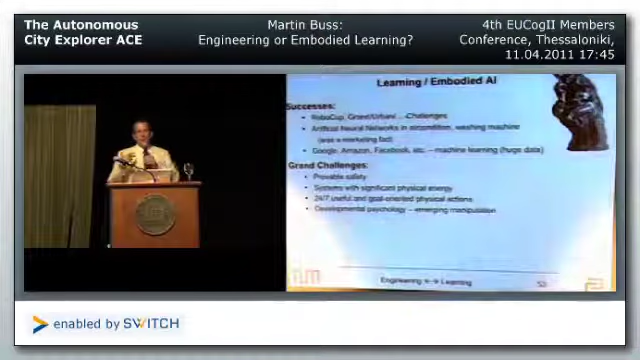 The Autonomous
City Explorer ACE
Martin Buss:
Engineering or Embodied Learning?
4th EUCogII Members
Conference, Thessaloniki,
11.04.2011 17:45
Learning / Embodied AI
Successes:
• RoboCup, Grand/Urban/ ...-Challenges
• Artificial Neural Networks in aircondition, washing machine
(was a marketing fact)
• Google, Amazon, Facebook, etc. – machine learning (huge data)
Grand Challenges:
• Provable safety
• Systems with significant physical energy
• 24/7 useful and goal-oriented physical actions
• Developmental psychology – emerging manipulation
Engineering ←→ Learning
enabled by SWITCH